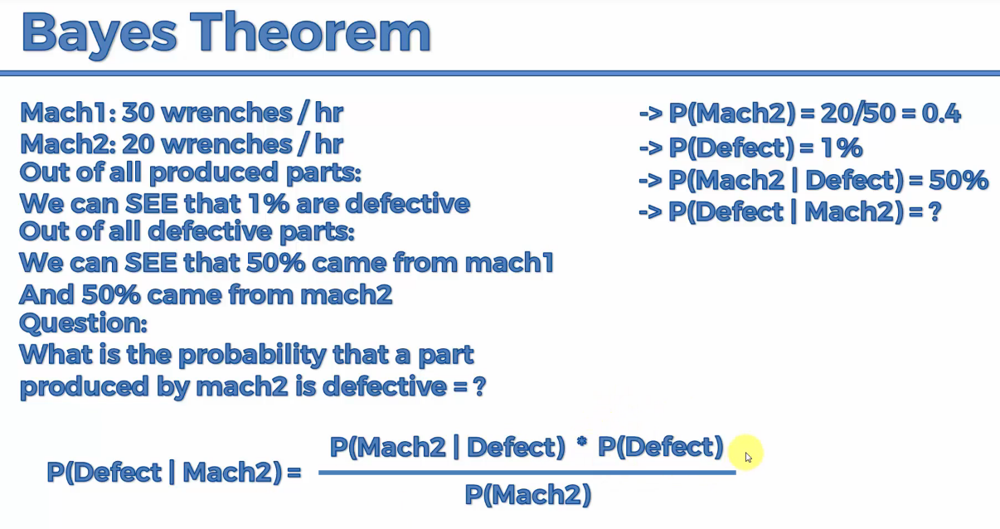 Bayes Theorem
Mach1: 30 wrenches / hr
Mach2: 20 wrenches / hr
Out of all produced parts:
We can SEE that 1% are defective
Out of all defective parts:
We can SEE that 50% came from mach1
And 50% came from mach2
Question:
What is the probability that a part
produced by mach2 is defective = ?
-> P(Mach2) = 20/50 = 0.4
-> P(Defect) = 1%
-> P(Mach2 | Defect) = 50%
-> P(Defect | Mach2) = ?
P(Mach2 | Defect) * P(Defect)
P(Defect | Mach2) =
P(Mach2)